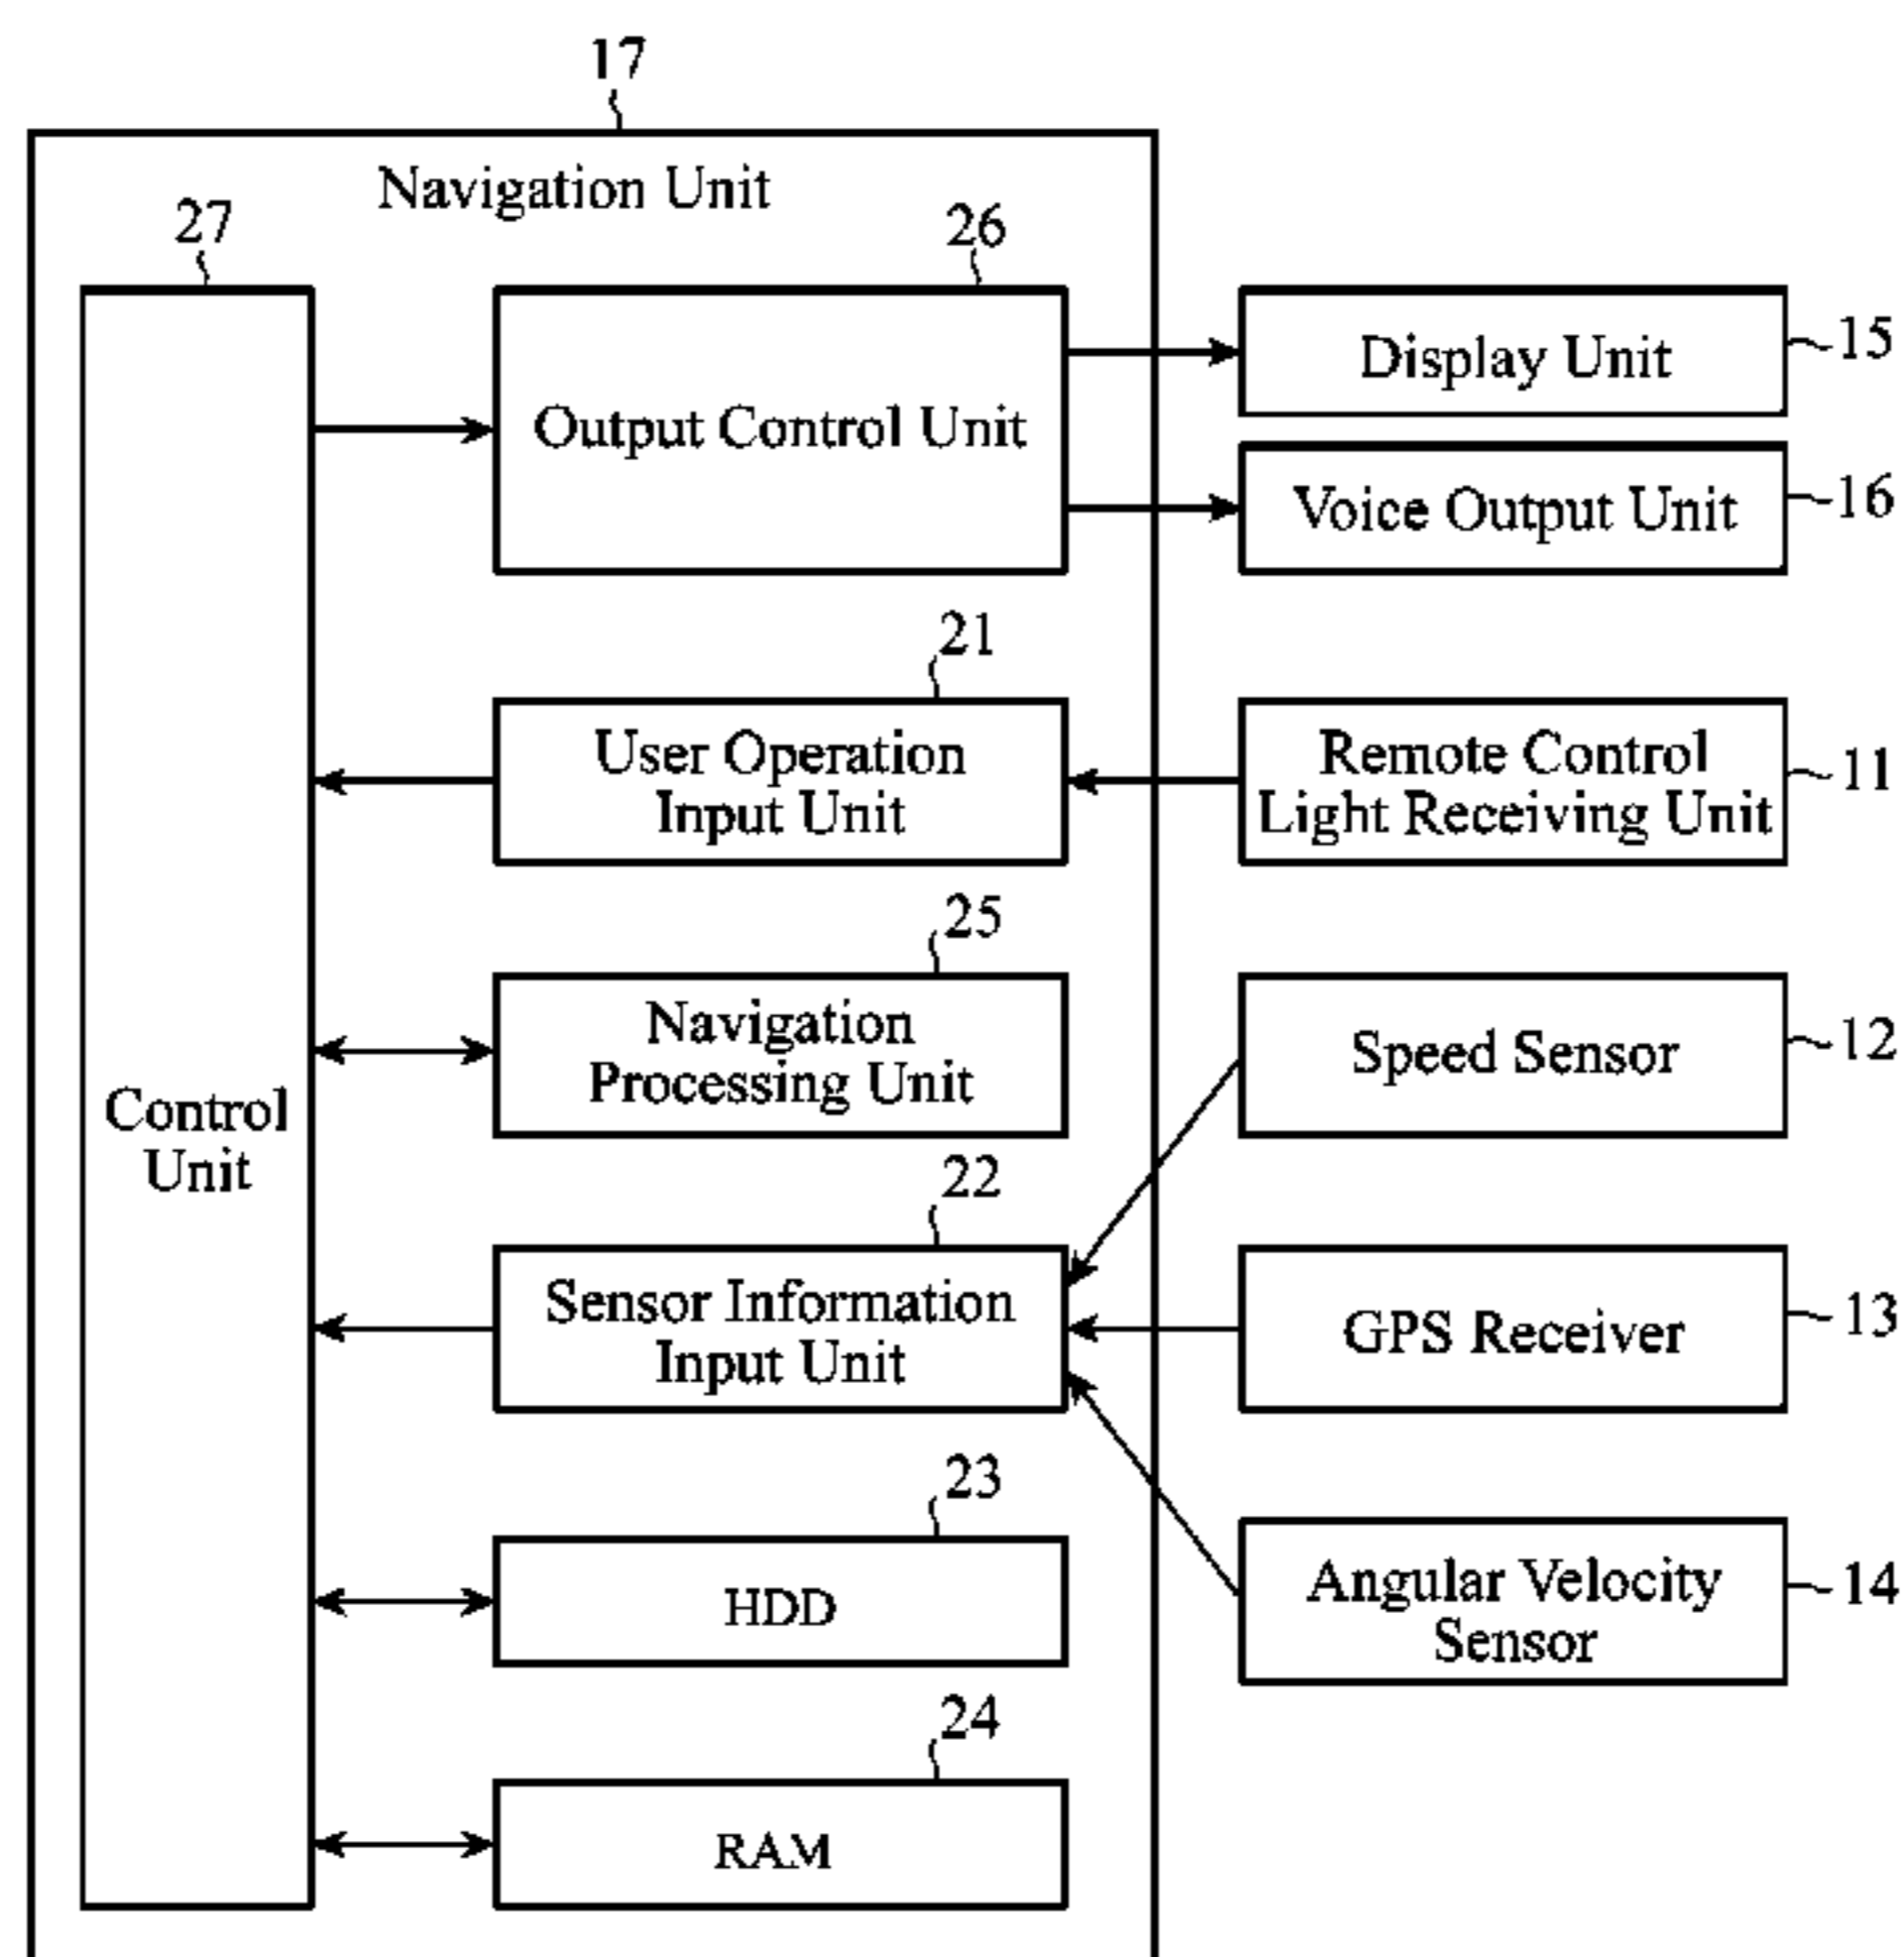 17
Navigation Unit
27
26
Output Control Unit
Display Unit
15
Voice Output Unit
16
21
User Operation
Input Unit
Remote Control
Light Receiving Unit
11
25
Navigation
Processing Unit
Speed Sensor
12
Control
Unit
22
Sensor Information
Input Unit
GPS Receiver
13
23
HDD
Angular Velocity
Sensor
14
24
RAM